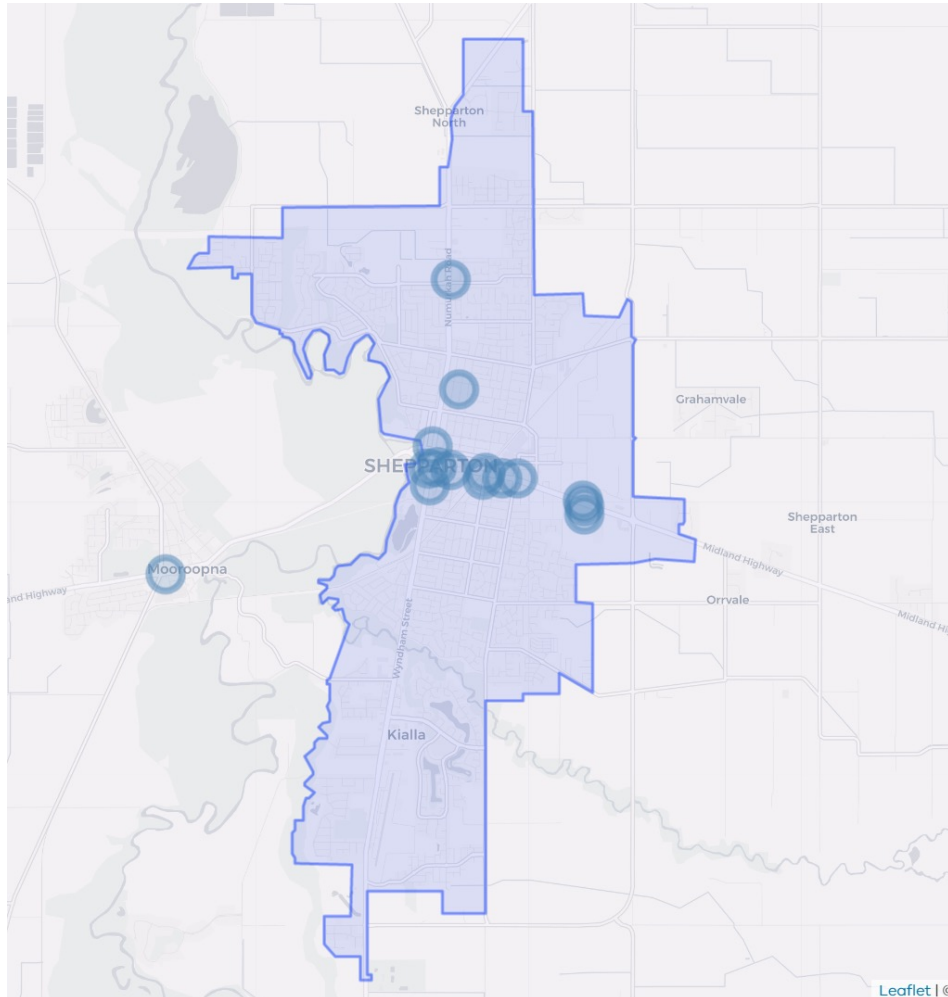 Shepparton
North
Numurkah Road
Grahamvale
SHEPPARTON
Shepparton
East
Midland Highway
Mooroopna
and Highway
Orrvale
Midland Hi
Wyndham Street
Kialla
Leaflet | ©